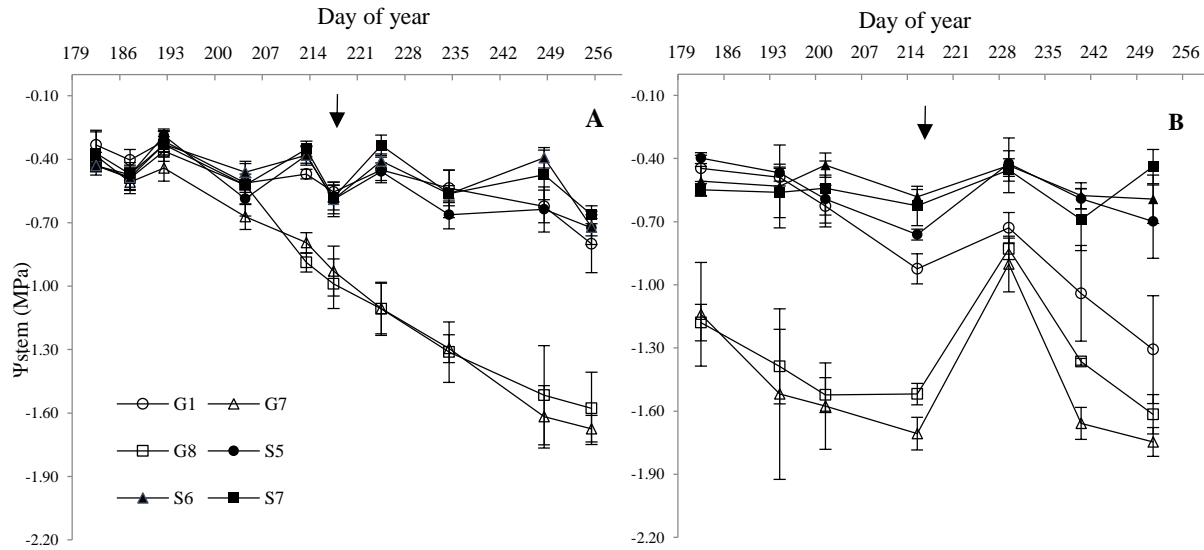 Day of year
179 186 193 200 207 214 221 228 235 242 249 256
-0.10
-0.40
-0.70
-1.00
-1.30
-1.60
-1.90
-2.20
Ψstem (MPa)
A
G1 G7
G8 S5
S6 S7
Day of year
179 186 193 200 207 214 221 228 235 242 249 256
-0.10
-0.40
-0.70
-1.00
-1.30
-1.60
-1.90
-2.20
B